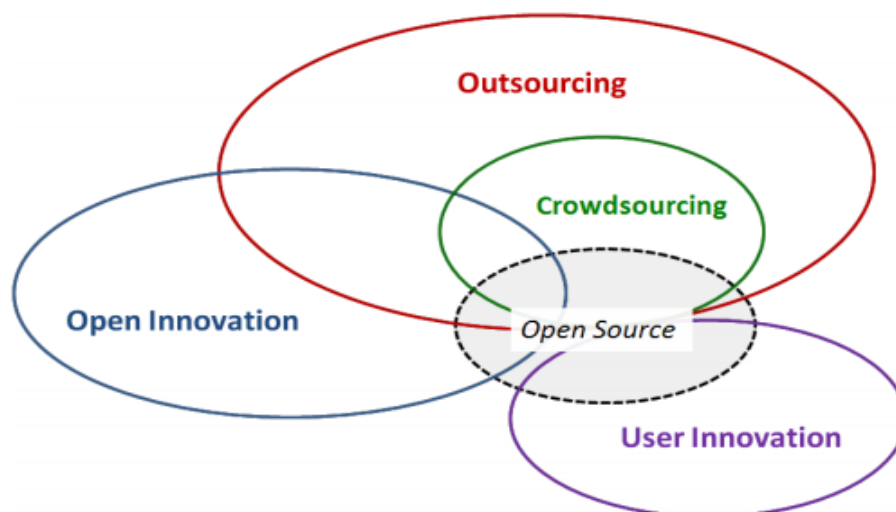 Outsourcing
Crowdsourcing
Open Innovation
Open Source
User Innovation